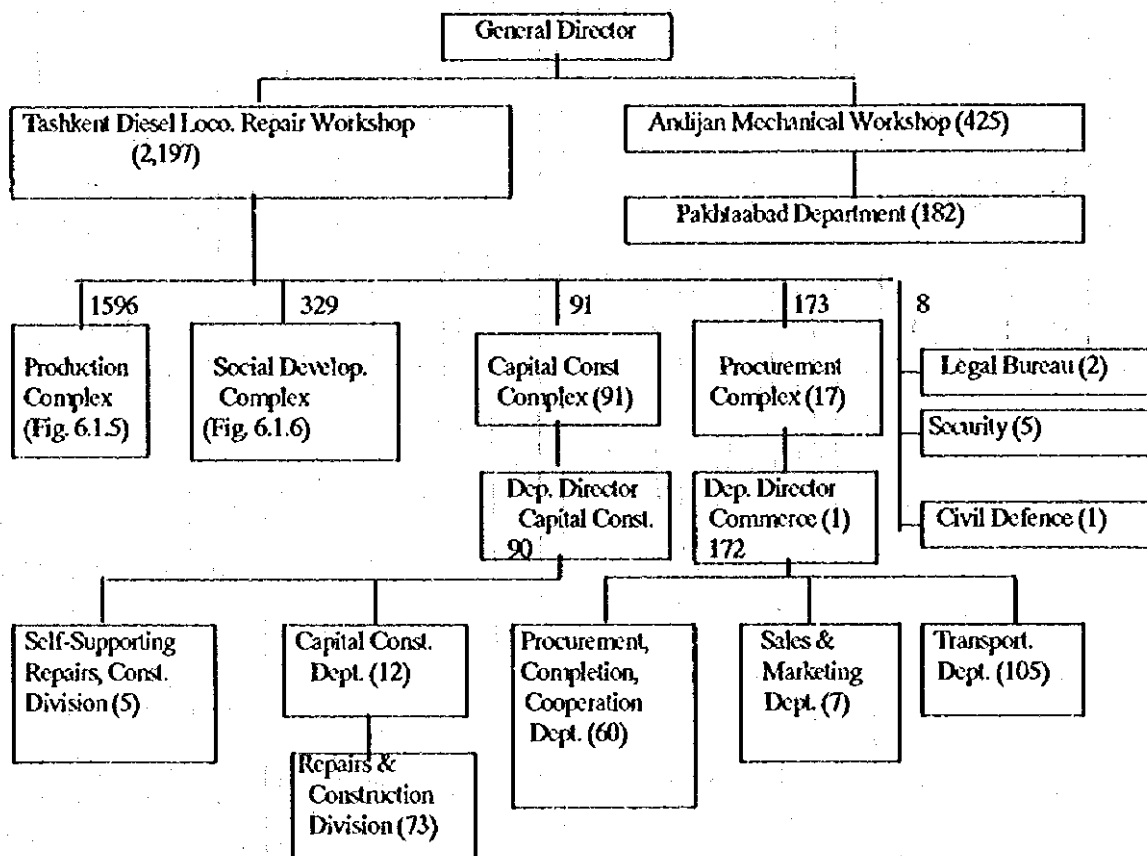 General Director
Tashkent Diesel Loco. Repair Workshop
(2,197)
Andijan Mechanical Workshop (425)
Pakhtaabad Department (182)
1596
329
91
173
8
Production
Complex
(Fig. 6.1.5)
Social Develop.
Complex
(Fig. 6.1.6)
Capital Const
Complex (91)
Procurement
Complex (17)
Legal Bureau (2)
Security (5)
Civil Defence (1)
Dep. Director
Capital Const.
90
Dep. Director
Commerce (1)
172
Self-Supporting
Repairs, Const.
Division (5)
Capital Const.
Dept. (12)
Procurement,
Completion,
Cooperation
Dept. (60)
Sales &
Marketing
Dept. (7)
Transport.
Dept. (105)
Repairs &
Construction
Division (73)